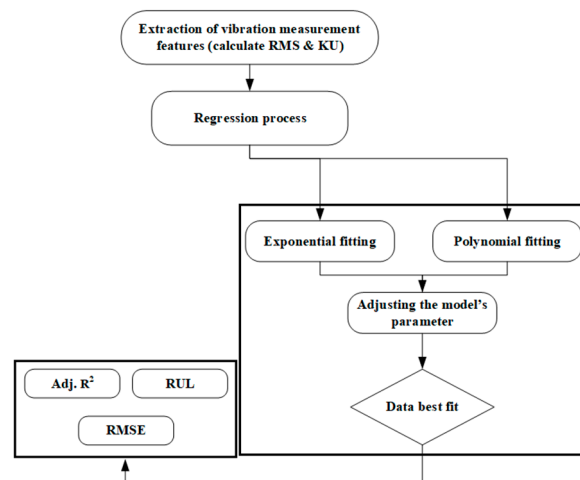 Extraction of vibration measurement
features (calculate RMS & KU)
Regression process
Exponential fitting
Polynomial fitting
Adjusting the model's
parameter
Data best fit
Adj. R²
RUL
RMSE